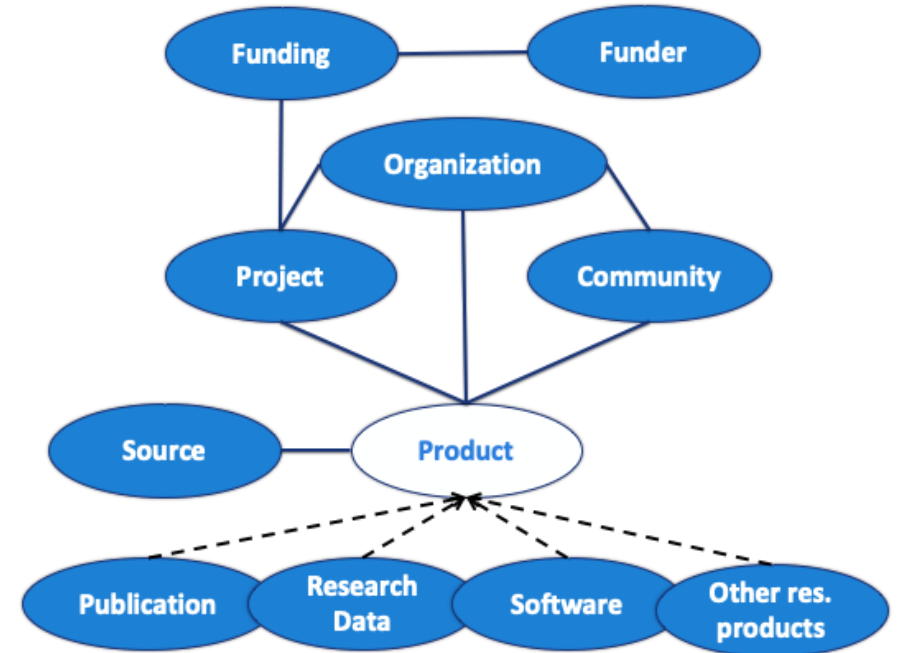 Funding
Funder
Organization
Project
Community
Source
Product
Publication
Research
Data
Software
Other res.
products